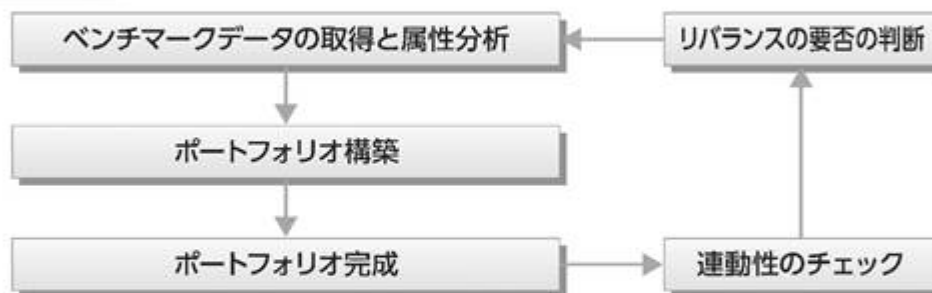 ベンチマークデータの取得と属性分析
リバランスの要否の判断
ポートフォリオ構築
ポートフォリオ完成
連動性のチェック